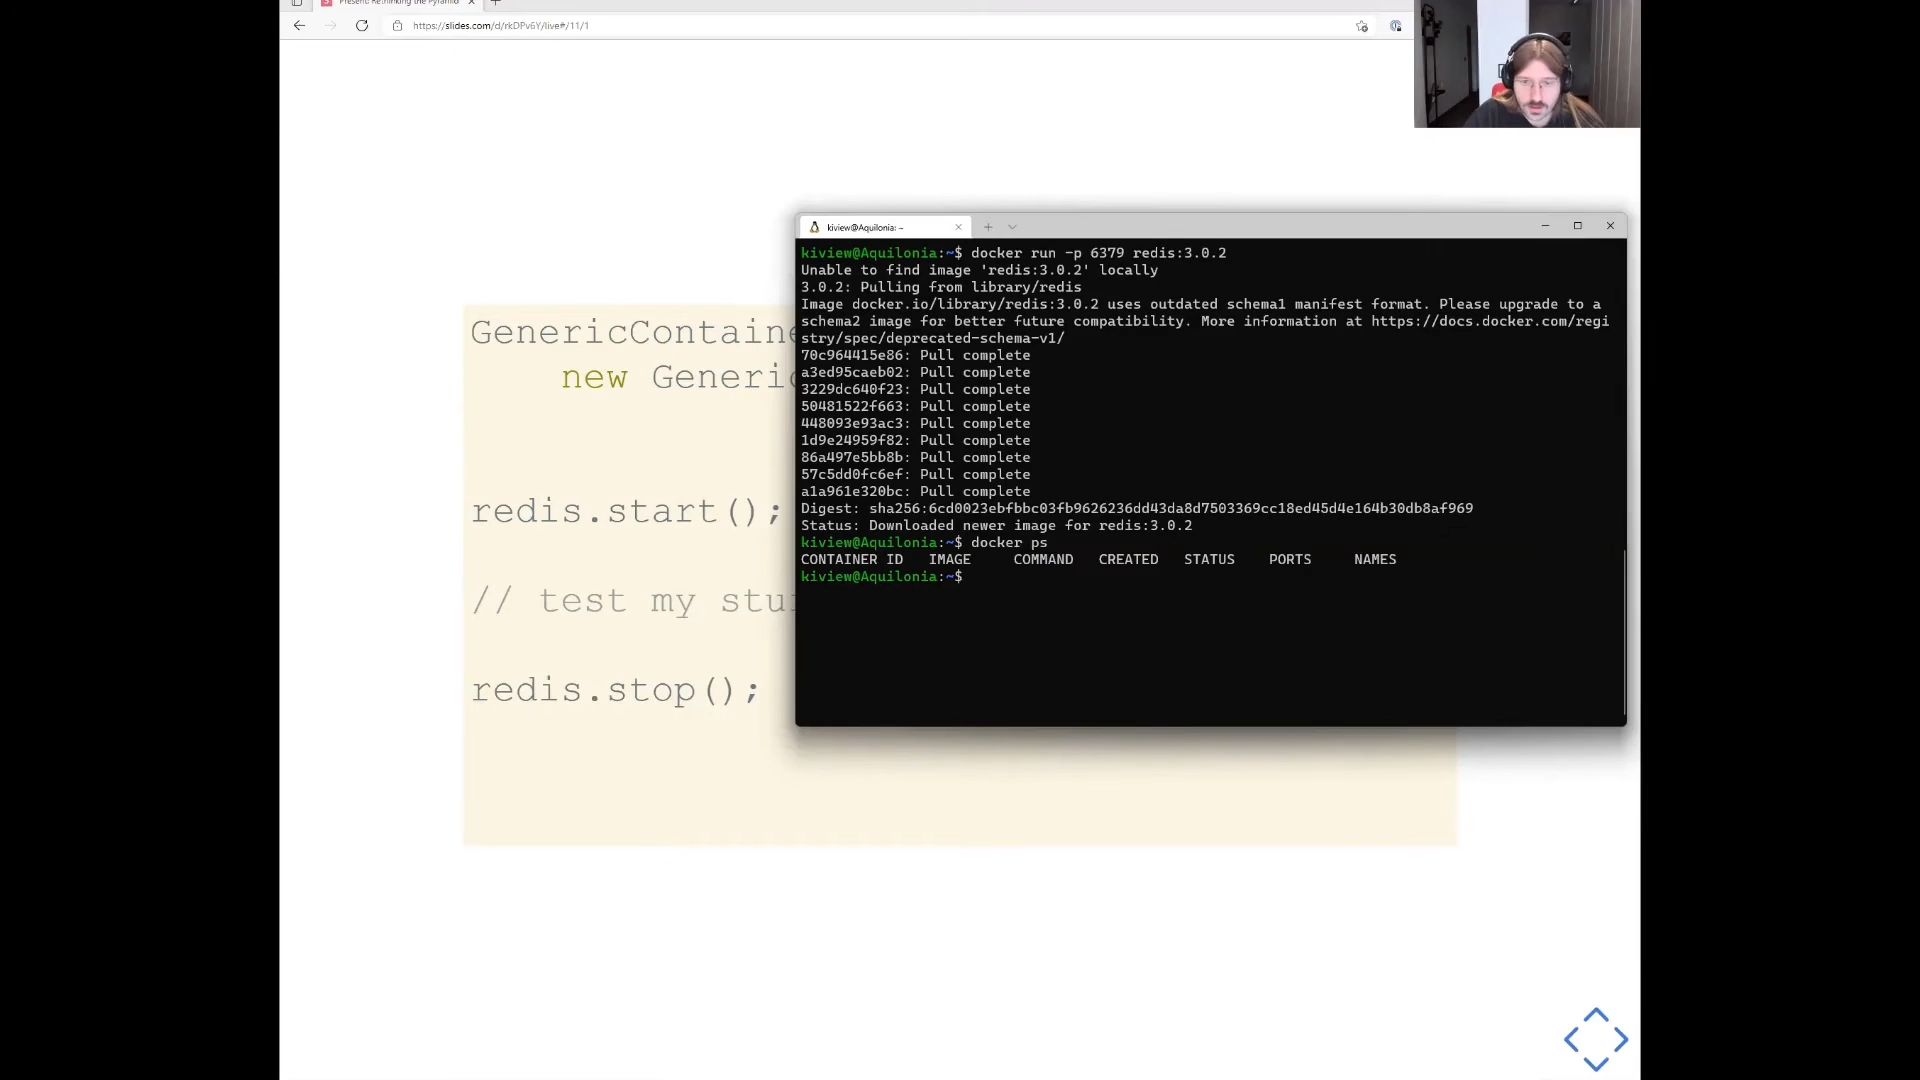 Present: Rethinking the Pyramid
https://slides.com/d/rkDPv6Y/live#/11/1
GenericContaine
new Generic
redis.start();
// test my stu
redis.stop();
kiview@Aquilonia: ~
kiview@Aquilonia:~$ docker run -p 6379 redis:3.0.2
Unable to find image 'redis:3.0.2' locally
3.0.2: Pulling from library/redis
Image docker.io/library/redis:3.0.2 uses outdated schema1 manifest format. Please upgrade to a
schema2 image for better future compatibility. More information at https://docs.docker.com/regi
stry/spec/deprecated-schema-v1/
70c964415e86: Pull complete
a3ed95caeb02: Pull complete
3229dc640f23: Pull complete
50481522f663: Pull complete
448093e93ac3: Pull complete
1d9e24959f82: Pull complete
86a497e5bb8b: Pull complete
57c5dd0fc6ef: Pull complete
a1a961e320bc: Pull complete
Digest: sha256:6cd0023ebfbbc03fb9626236dd43da8d7503369cc18ed45d4e164b30db8af969
Status: Downloaded newer image for redis:3.0.2
kiview@Aquilonia:~$ docker ps
CONTAINER ID IMAGE COMMAND CREATED STATUS PORTS NAMES
kiview@Aquilonia:~$